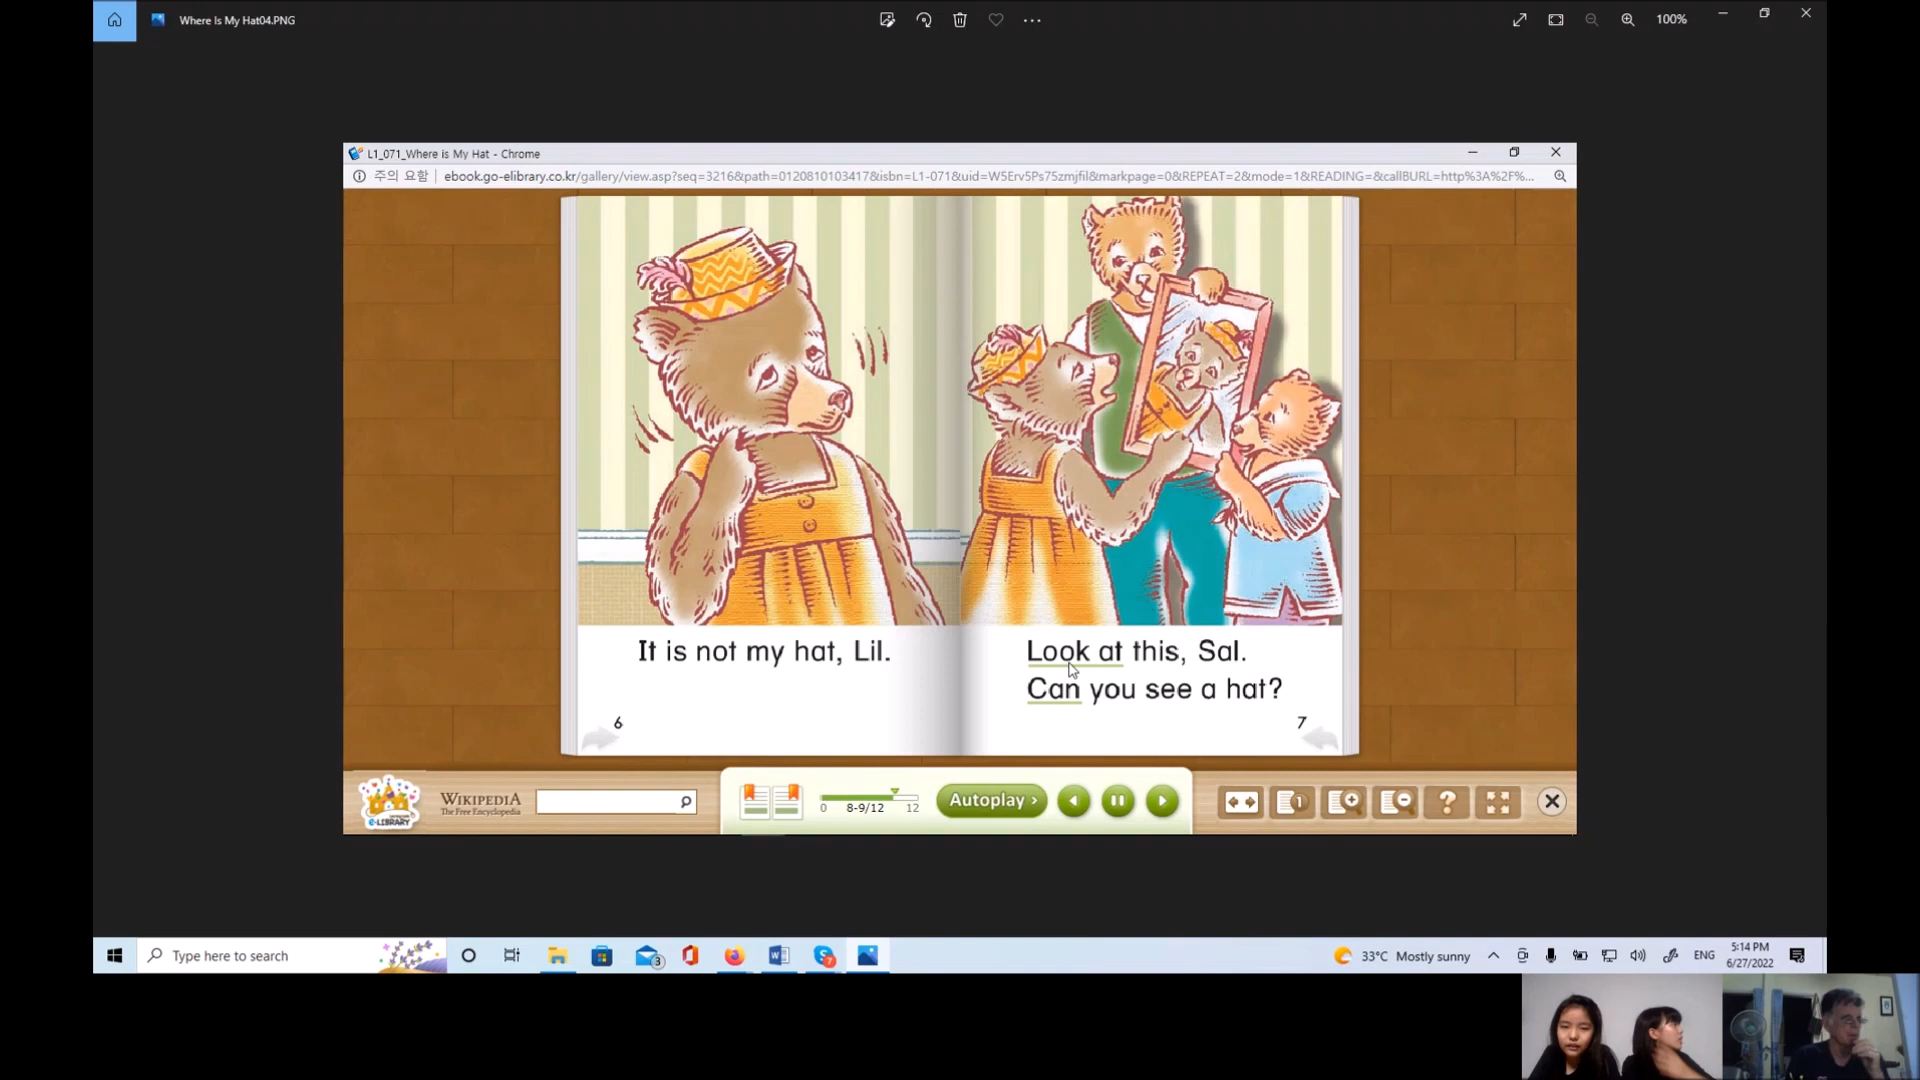 Where Is My Hat04.PNG
100%
L1_071_Where is My Hat - Chrome
주의 요함
ebook.go-elibrary.co.kr/gallery/view.asp?seq=3216&path=0120810103417&isbn=L1-071&uid=W5Erv5Ps75zmjfil&markpage=0&REPEAT=2&mode=1&READING=&callBURL=http%3A%2F%...
It is not my hat, Lil.
6
Look at this, Sal.
Can you see a hat?
7
e-LIBRARY
WIKIPEDIA
The Free Encyclopedia
0 8-9/12 12
Autoplay ›
1
?
Type here to search
3
7
33°C Mostly sunny
ENG
5:14 PM
6/27/2022